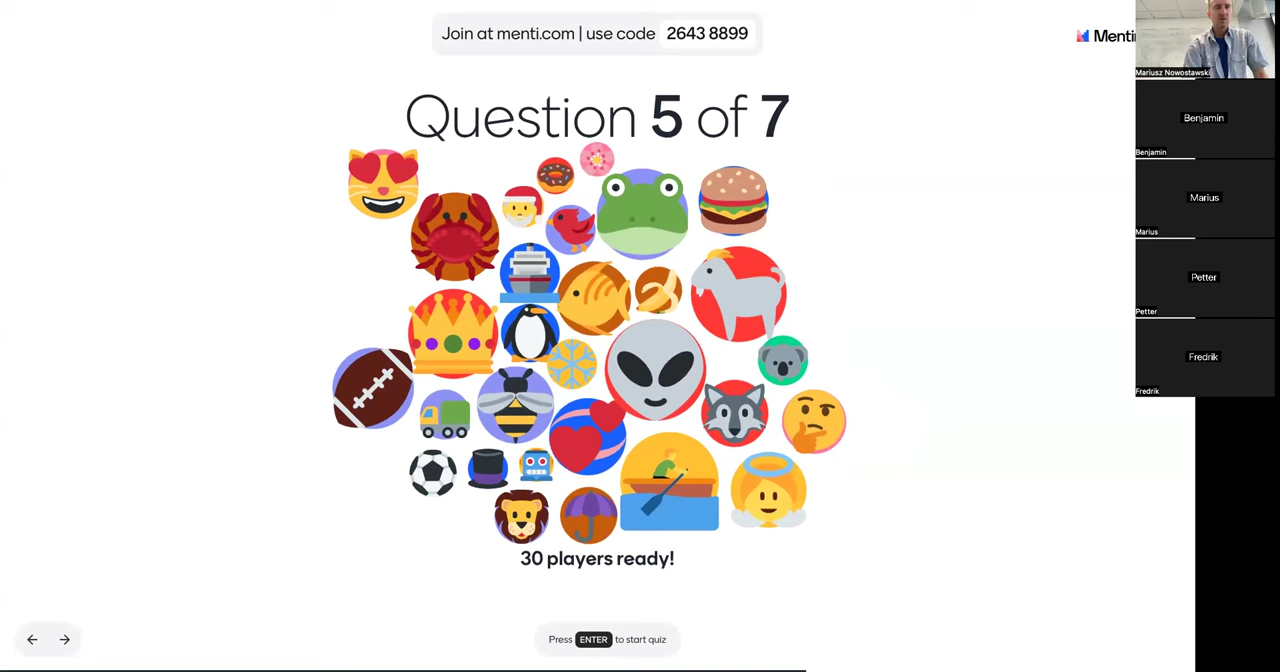 Join at menti.com | use code 2643 8899
Question 5 of 7
30 players ready!
Press ENTER to start quiz
Mariusz Nowostawski
Benjamin
Benjamin
Marius
Marius
Petter
Petter
Fredrik
Fredrik